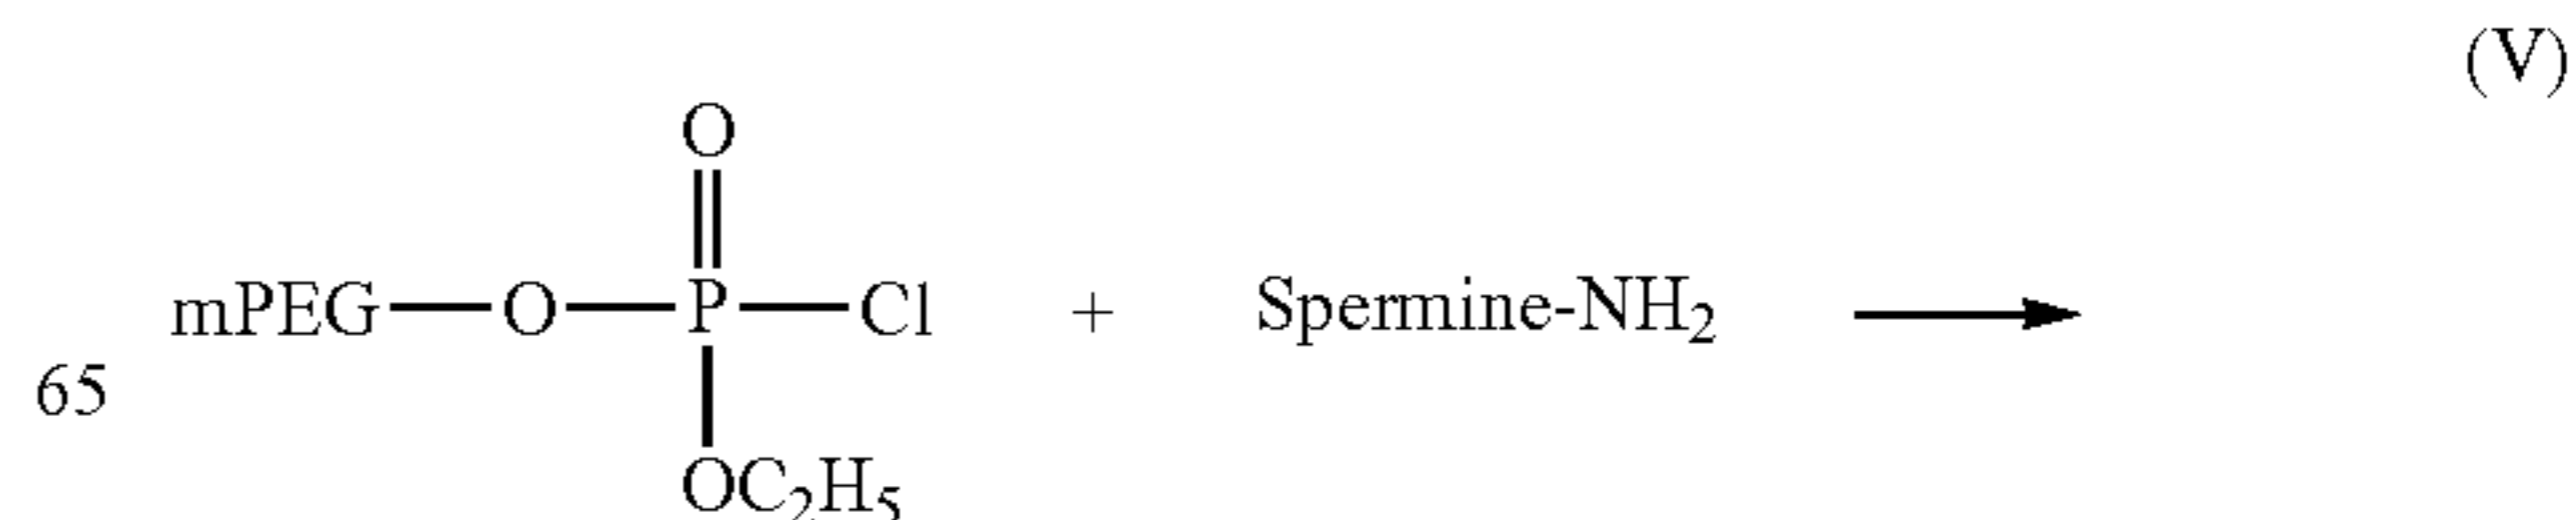 (V)
O
mPEG—O—P—Cl + Spermine-NH₂ ⟶
65
OC₂H₅